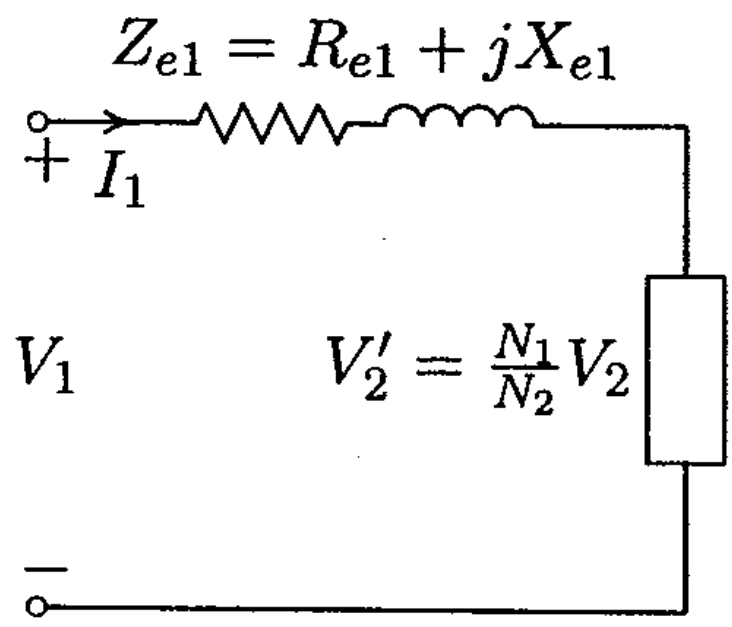 Z_{e1} = R_{e1} + jX_{e1}
+ I_1
V_1
V_2' = \frac{N_1}{N_2} V_2
−